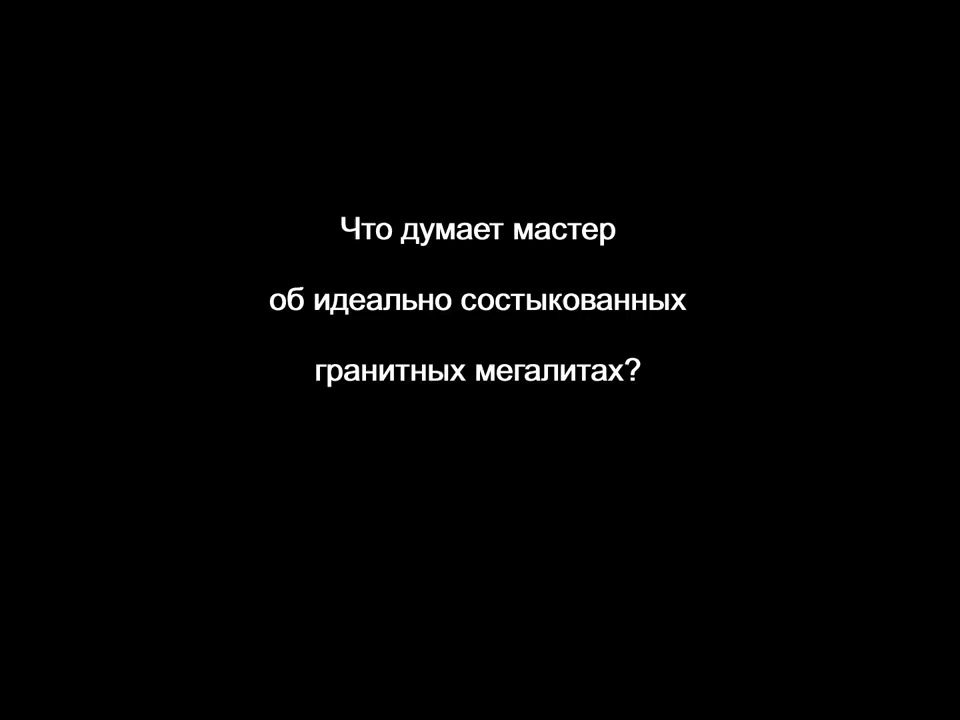 Что думает мастер
об идеально состыкованных
гранитных мегалитах?